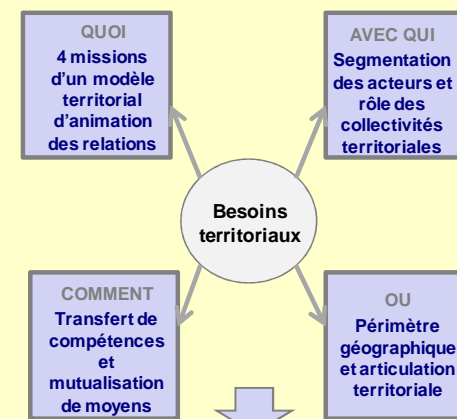 QUOI
4 missions
d'un modèle
territorial
d'animation
des relations
AVEC QUI
Segmentation
des acteurs et
rôle des
collectivités
territoriales
Besoins
territoriaux
COMMENT
Transfert de
compétences
et
mutualisation
de moyens
OU
Périmètre
géographique
et articulation
territoriale